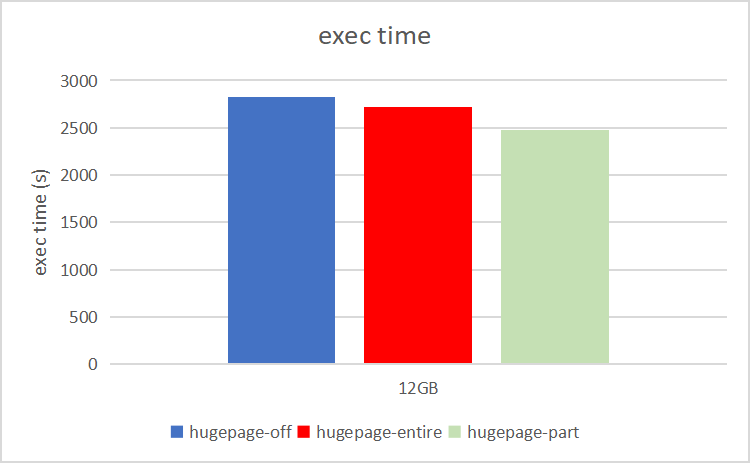 exec time
exec time (s)
3000
2500
2000
1500
1000
500
0
12GB
hugepage-off hugepage-entire hugepage-part